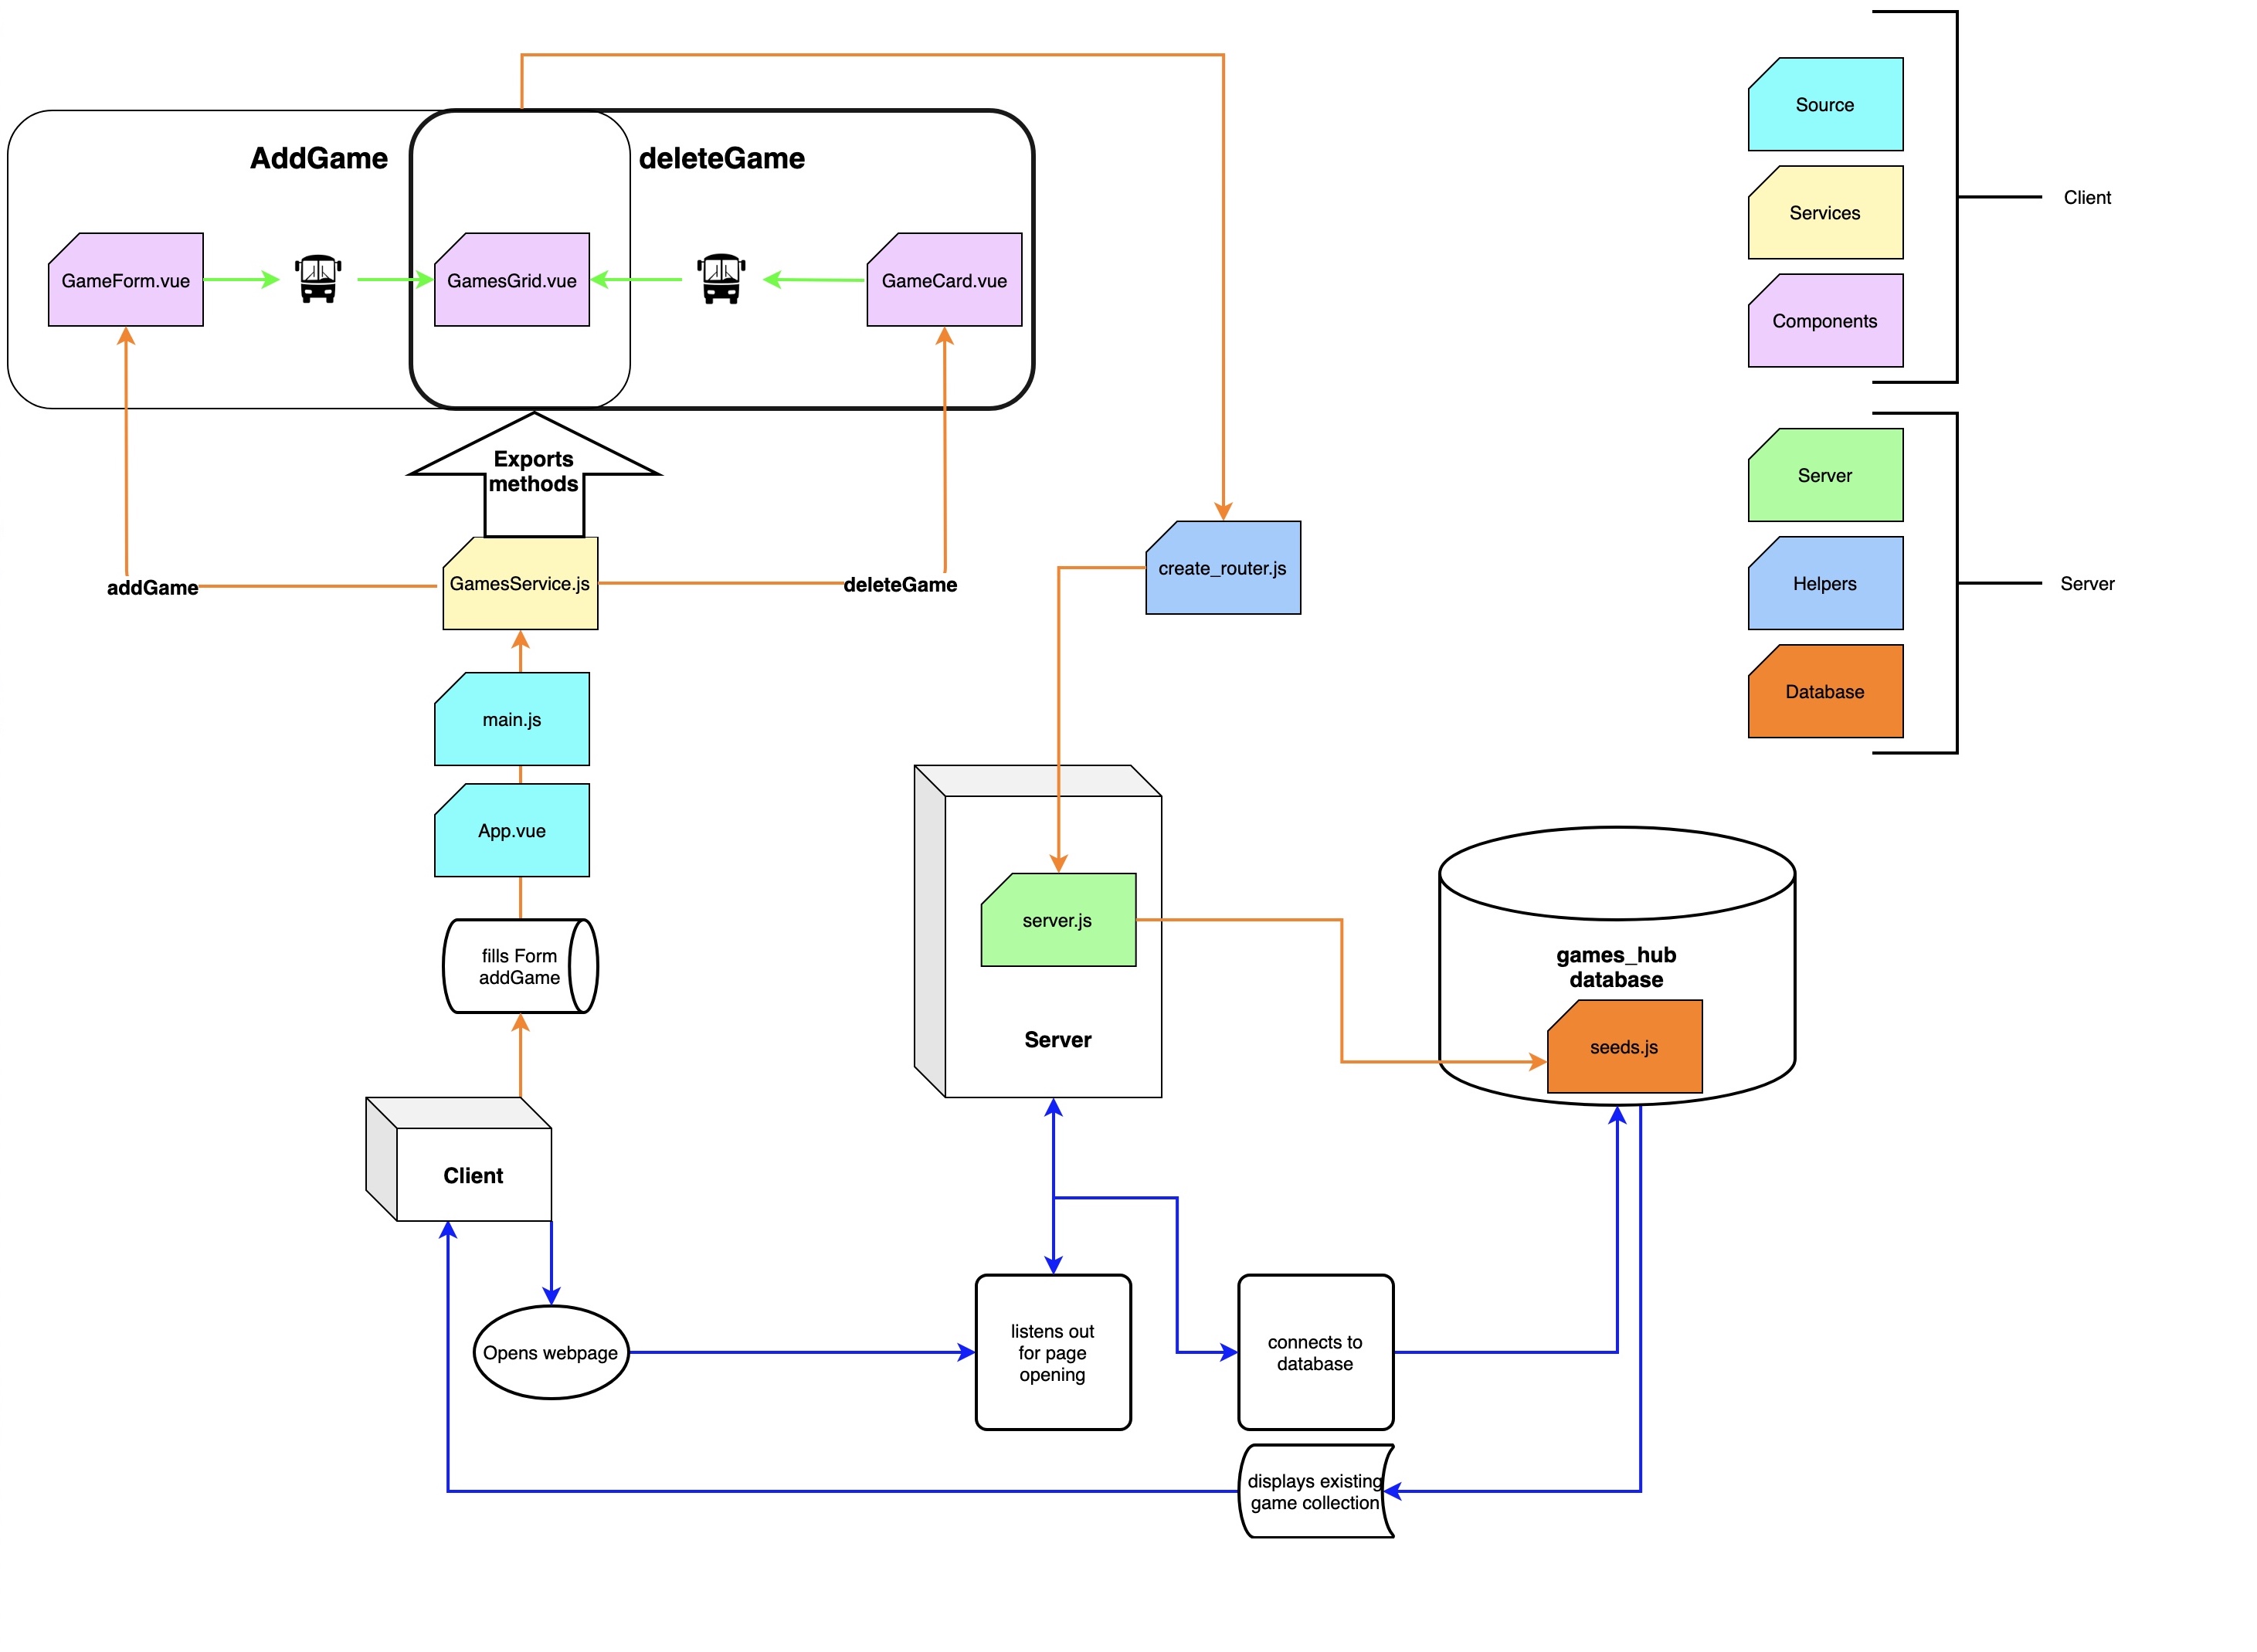 AddGame
deleteGame
GameForm.vue
GamesGrid.vue
GameCard.vue
Exports
methods
addGame
GamesService.js
deleteGame
main.js
App.vue
fills Form
addGame
Client
Opens webpage
create_router.js
server.js
Server
games_hub
database
seeds.js
listens out
for page
opening
connects to
database
displays existing
game collection
Source
Services
Components
Client
Server
Helpers
Database
Server